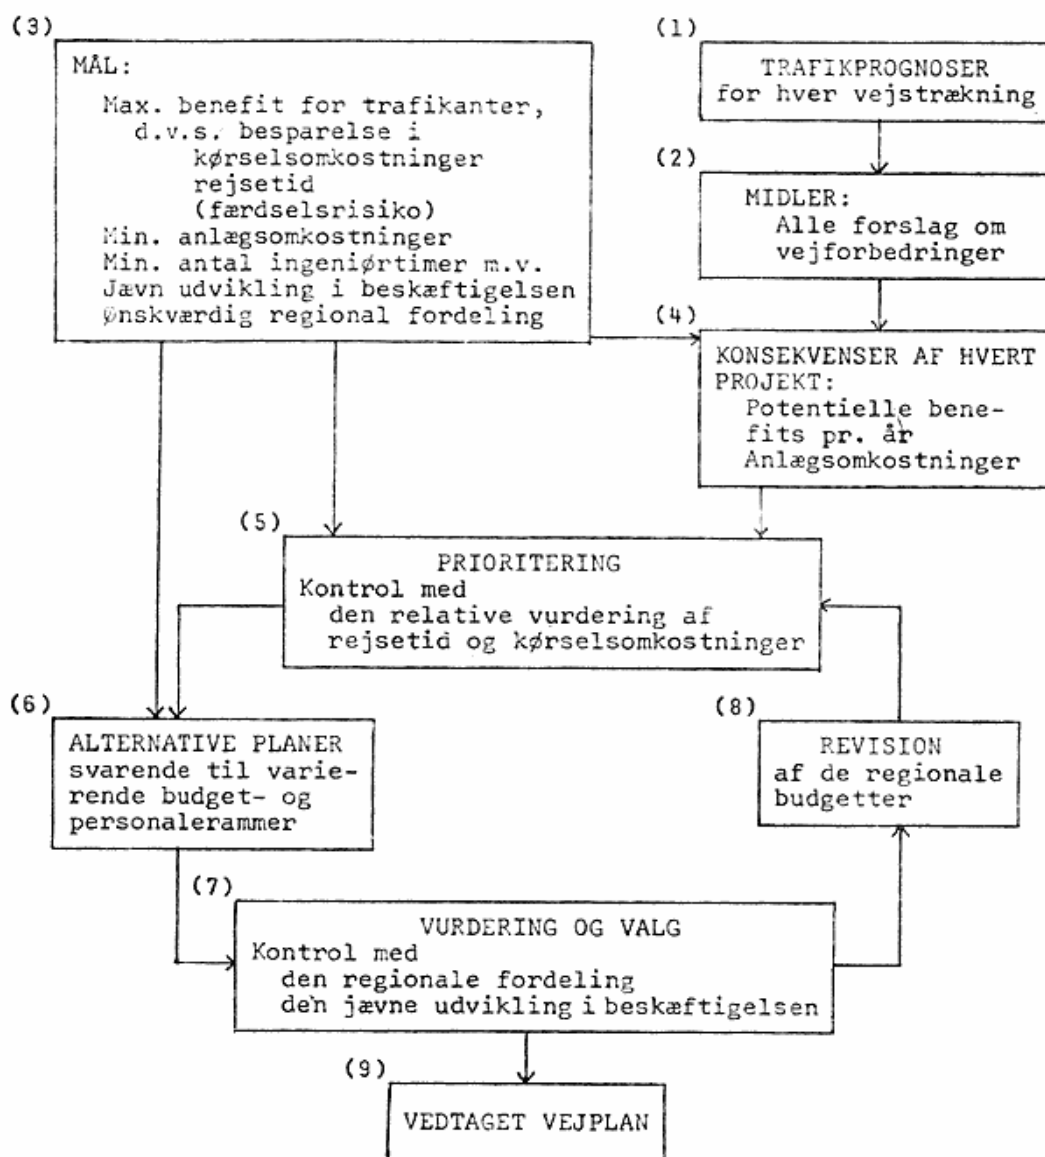 (3)
MÅL:
Max. benefit for trafikanter,
d.v.s. besparelse i
kørselsomkostninger
rejsetid
(færdselsrisiko)
Min. anlægsomkostninger
Min. antal ingeniørtimer m.v.
Jævn udvikling i beskæftigelsen
Ønskværdig regional fordeling
(1)
TRAFIKPROGNOSER
for hver vejstrækning
(2)
MIDLER:
Alle forslag om
vejforbedringer
(4)
KONSEKVENSER AF HVERT
PROJEKT:
Potentielle bene-
fits pr. år
Anlægsomkostninger
(5)
PRIORITERING
Kontrol med
den relative vurdering af
rejsetid og kørselsomkostninger
(6)
ALTERNATIVE PLANER
svarende til varie-
rende budget- og
personalerammer
(8)
REVISION
af de regionale
budgetter
(7)
VURDERING OG VALG
Kontrol med
den regionale fordeling
den jævne udvikling i beskæftigelsen
(9)
VEDTAGET VEJPLAN